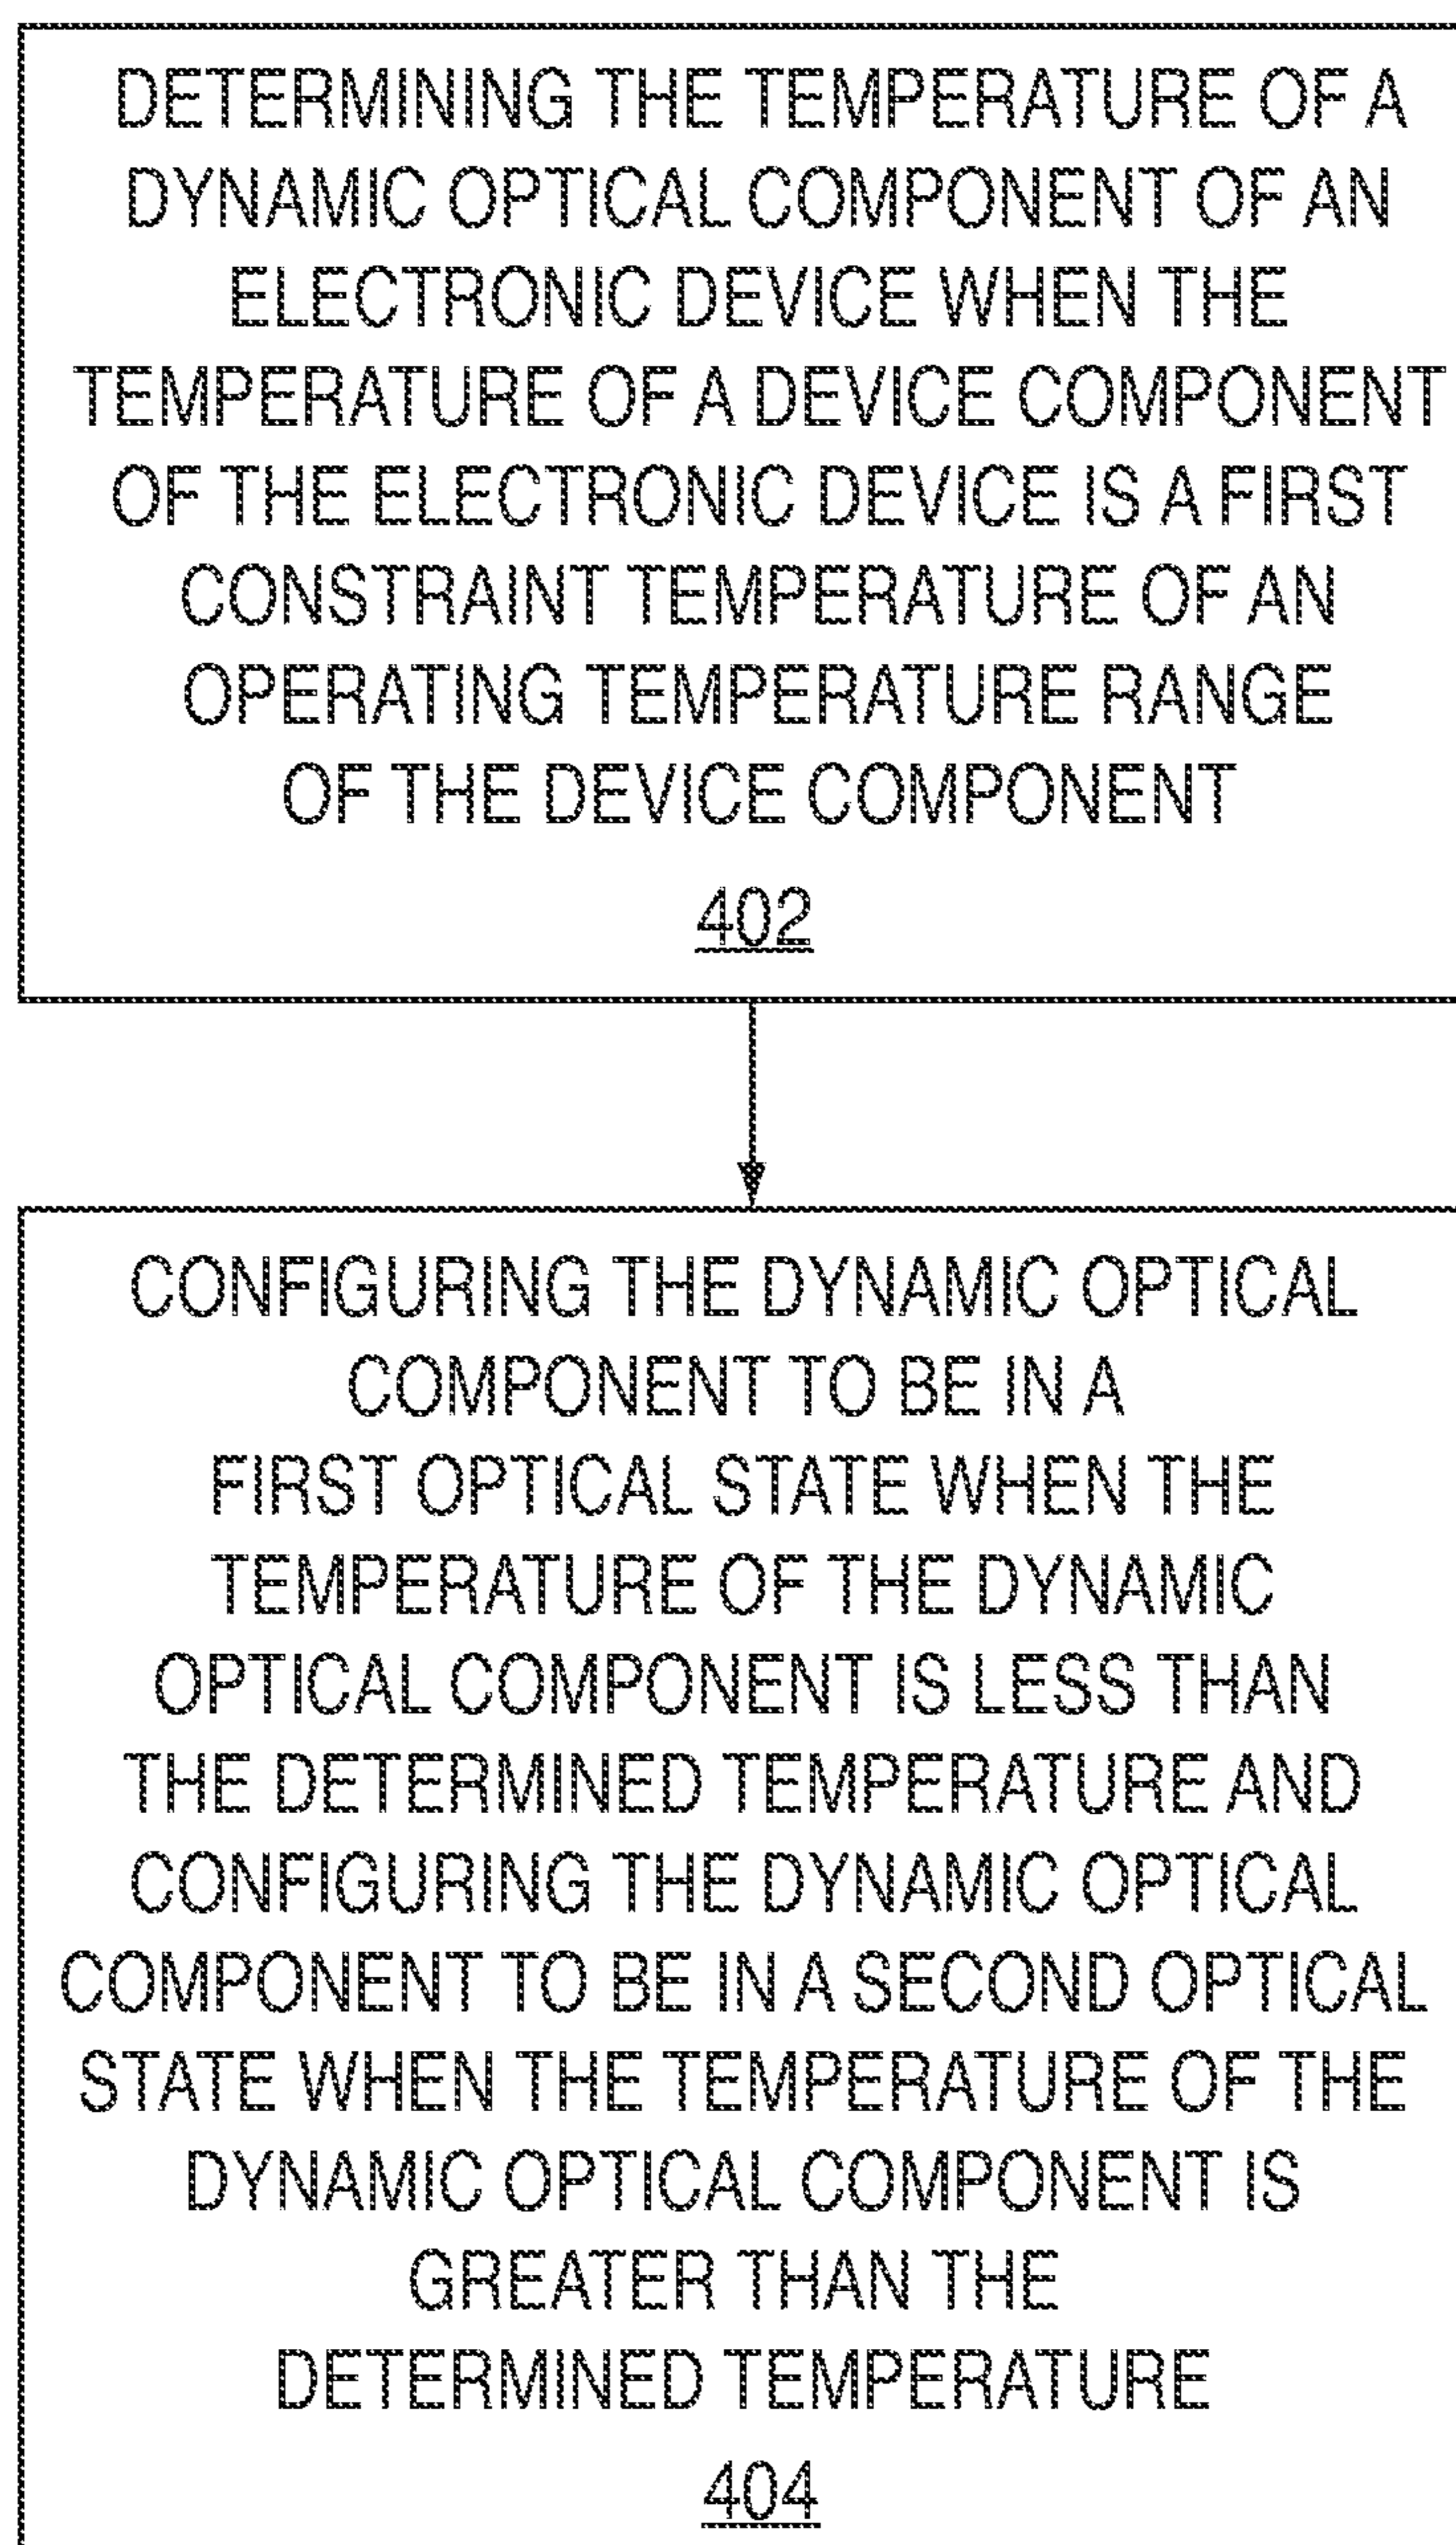 DETERMINING THE TEMPERATURE OF A
DYNAMIC OPTICAL COMPONENT OF AN
ELECTRONIC DEVICE WHEN THE
TEMPERATURE OF A DEVICE COMPONENT
OF THE ELECTRONIC DEVICE IS A FIRST
CONSTRAINT TEMPERATURE OF AN
OPERATING TEMPERATURE RANGE
OF THE DEVICE COMPONENT
402
CONFIGURING THE DYNAMIC OPTICAL
COMPONENT TO BE IN A
FIRST OPTICAL STATE WHEN THE
TEMPERATURE OF THE DYNAMIC
OPTICAL COMPONENT IS LESS THAN
THE DETERMINED TEMPERATURE AND
CONFIGURING THE DYNAMIC OPTICAL
COMPONENT TO BE IN A SECOND OPTICAL
STATE WHEN THE TEMPERATURE OF THE
DYNAMIC OPTICAL COMPONENT IS
GREATER THAN THE
DETERMINED TEMPERATURE
404